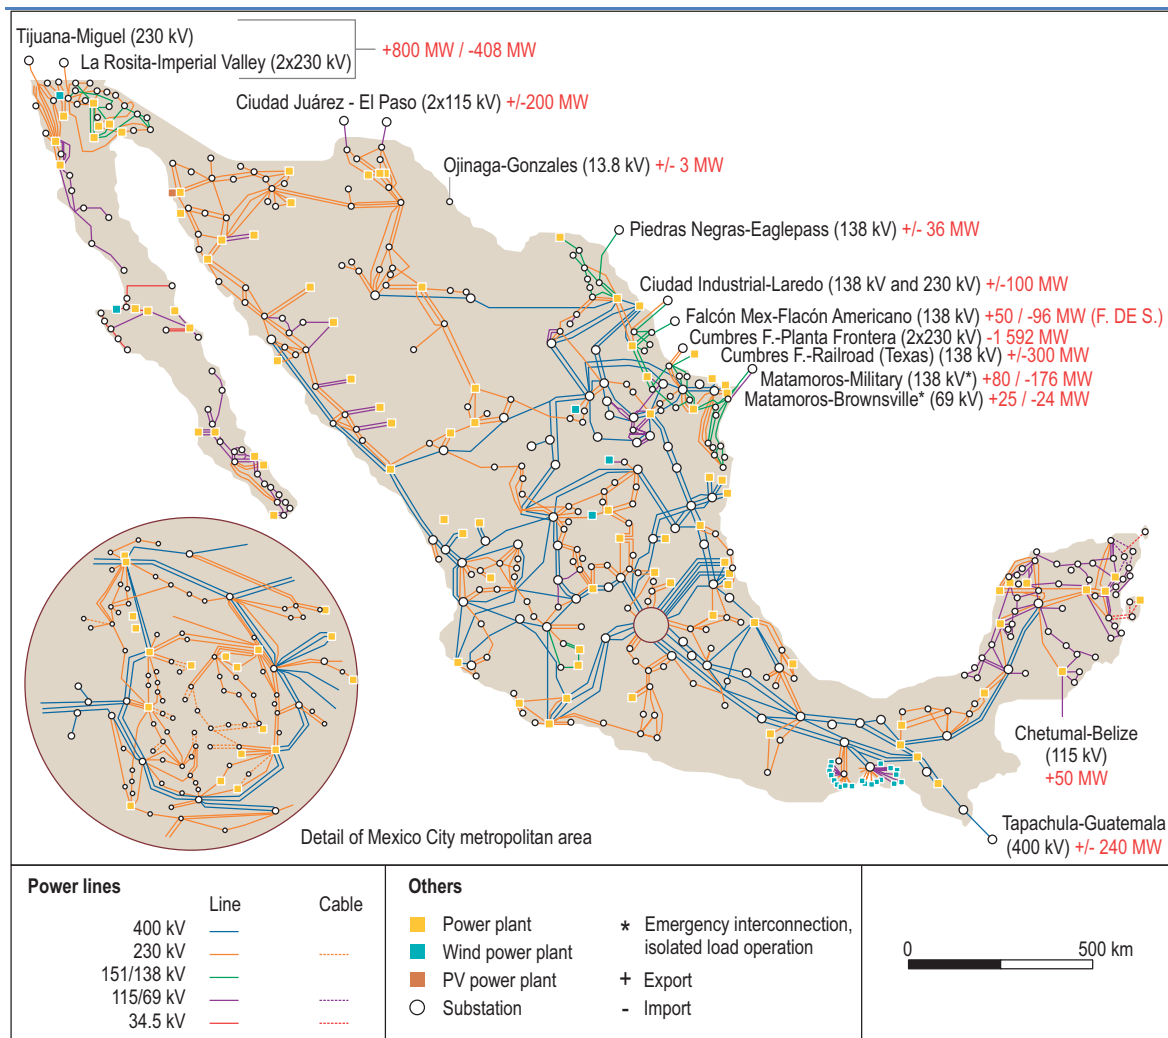 Tijuana-Miguel (230 kV)
La Rosita-Imperial Valley (2x230 kV)
+800 MW / -408 MW
Ciudad Juárez - El Paso (2x115 kV) +/-200 MW
Ojinaga-Gonzales (13.8 kV) +/- 3 MW
Piedras Negras-Eaglepass (138 kV) +/- 36 MW
Ciudad Industrial-Laredo (138 kV and 230 kV) +/-100 MW
Falcón Mex-Flacón Americano (138 kV) +50 / -96 MW (F. DE S.)
Cumbres F.-Planta Frontera (2x230 kV) -1 592 MW
Cumbres F.-Railroad (Texas) (138 kV) +/-300 MW
Matamoros-Military (138 kV*) +80 / -176 MW
Matamoros-Brownsville* (69 kV) +25 / -24 MW
Chetumal-Belize
(115 kV)
+50 MW
Tapachula-Guatemala
(400 kV) +/- 240 MW
Detail of Mexico City metropolitan area
Power lines
Line
Cable
400 kV
230 kV
151/138 kV
115/69 kV
34.5 kV
Others
Power plant
Wind power plant
PV power plant
Substation
* Emergency interconnection,
isolated load operation
+ Export
- Import
0 500 km